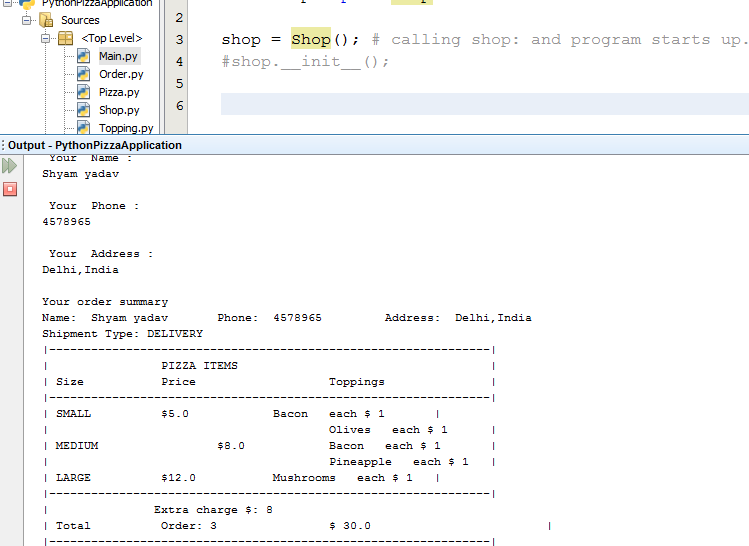 PythonPizzaApplication
Sources
<Top Level>
Main.py
Order.py
Pizza.py
Shop.py
Topping.py
2
3 shop = Shop(); # calling shop: and program starts up.
4 #shop.__init__();
5
6
Output - PythonPizzaApplication
Your Name :
Shyam yadav
Your Phone :
4578965
Your Address :
Delhi,India
Your order summary
Name: Shyam yadav Phone: 4578965 Address: Delhi,India
Shipment Type: DELIVERY
|---------------------------------------------------------------|
| PIZZA ITEMS |
| Size Price Toppings |
|---------------------------------------------------------------|
| SMALL $5.0 Bacon each $ 1 |
| Olives each $ 1 |
| MEDIUM $8.0 Bacon each $ 1 |
| Pineapple each $ 1 |
| LARGE $12.0 Mushrooms each $ 1 |
|---------------------------------------------------------------|
| Extra charge $: 8
| Total Order: 3 $ 30.0 |
|---------------------------------------------------------------|